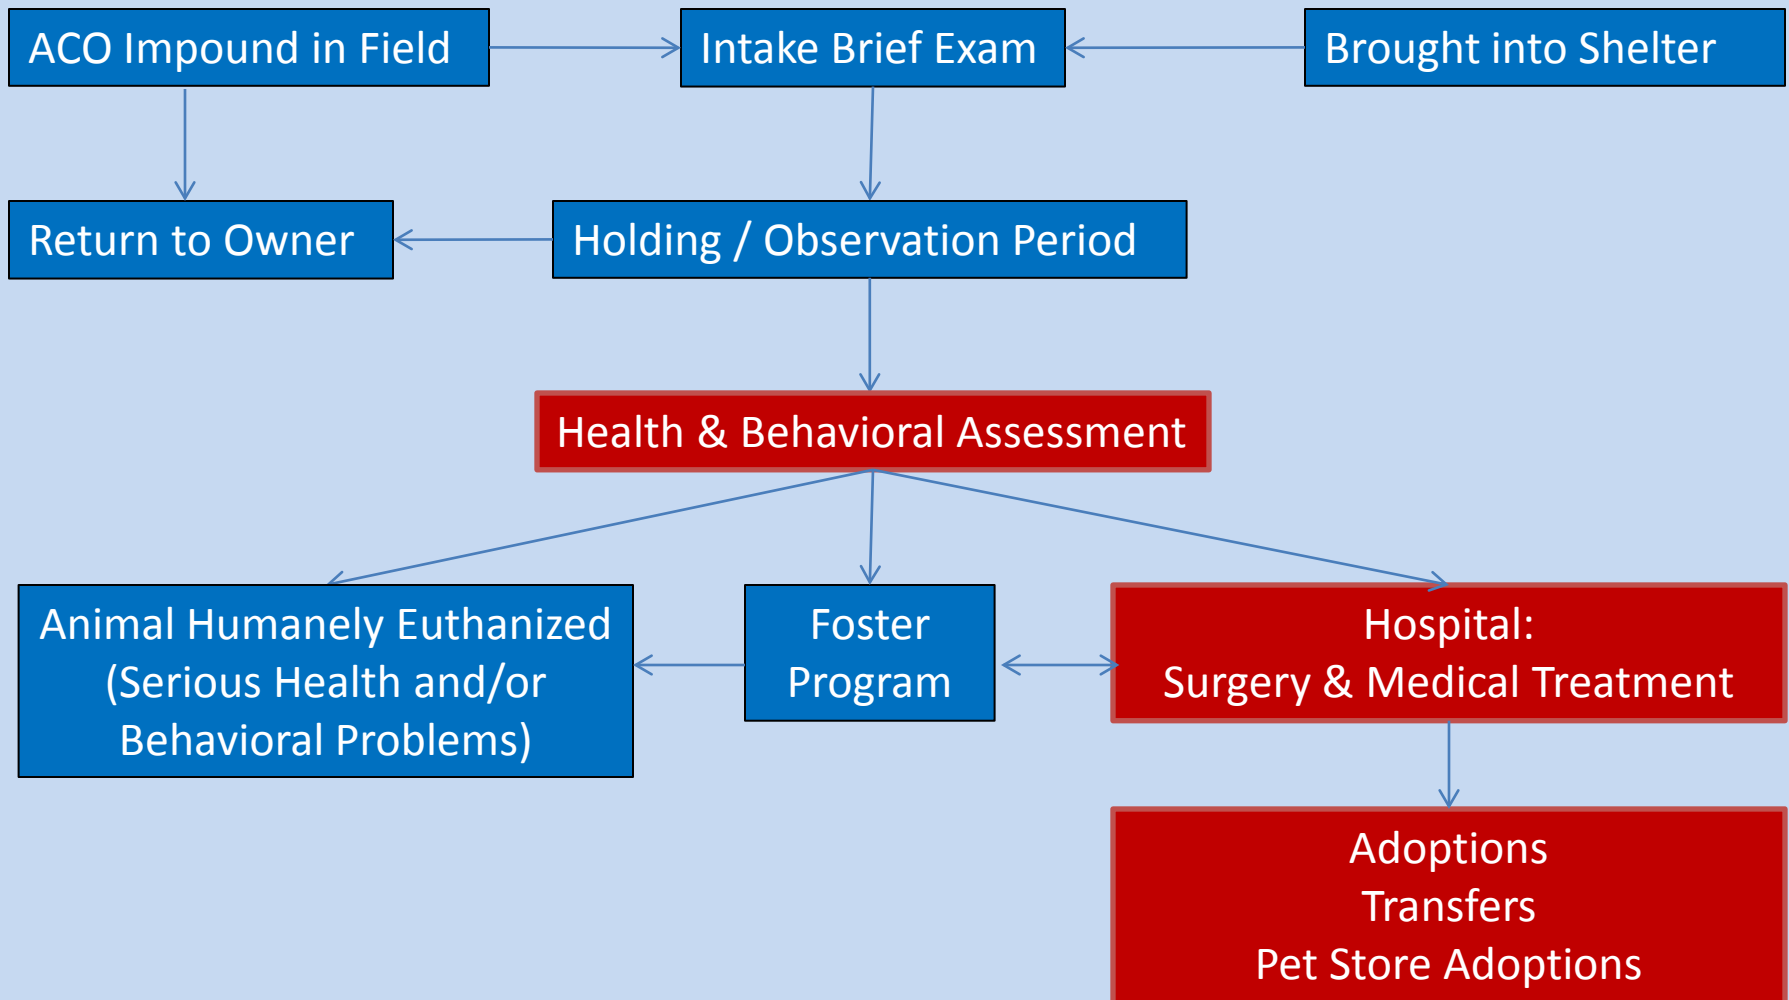 ACO Impound in Field
Intake Brief Exam
Brought into Shelter
Return to Owner
Holding / Observation Period
Health & Behavioral Assessment
Animal Humanely Euthanized
(Serious Health and/or
Behavioral Problems)
Foster
Program
Hospital:
Surgery & Medical Treatment
Adoptions
Transfers
Pet Store Adoptions